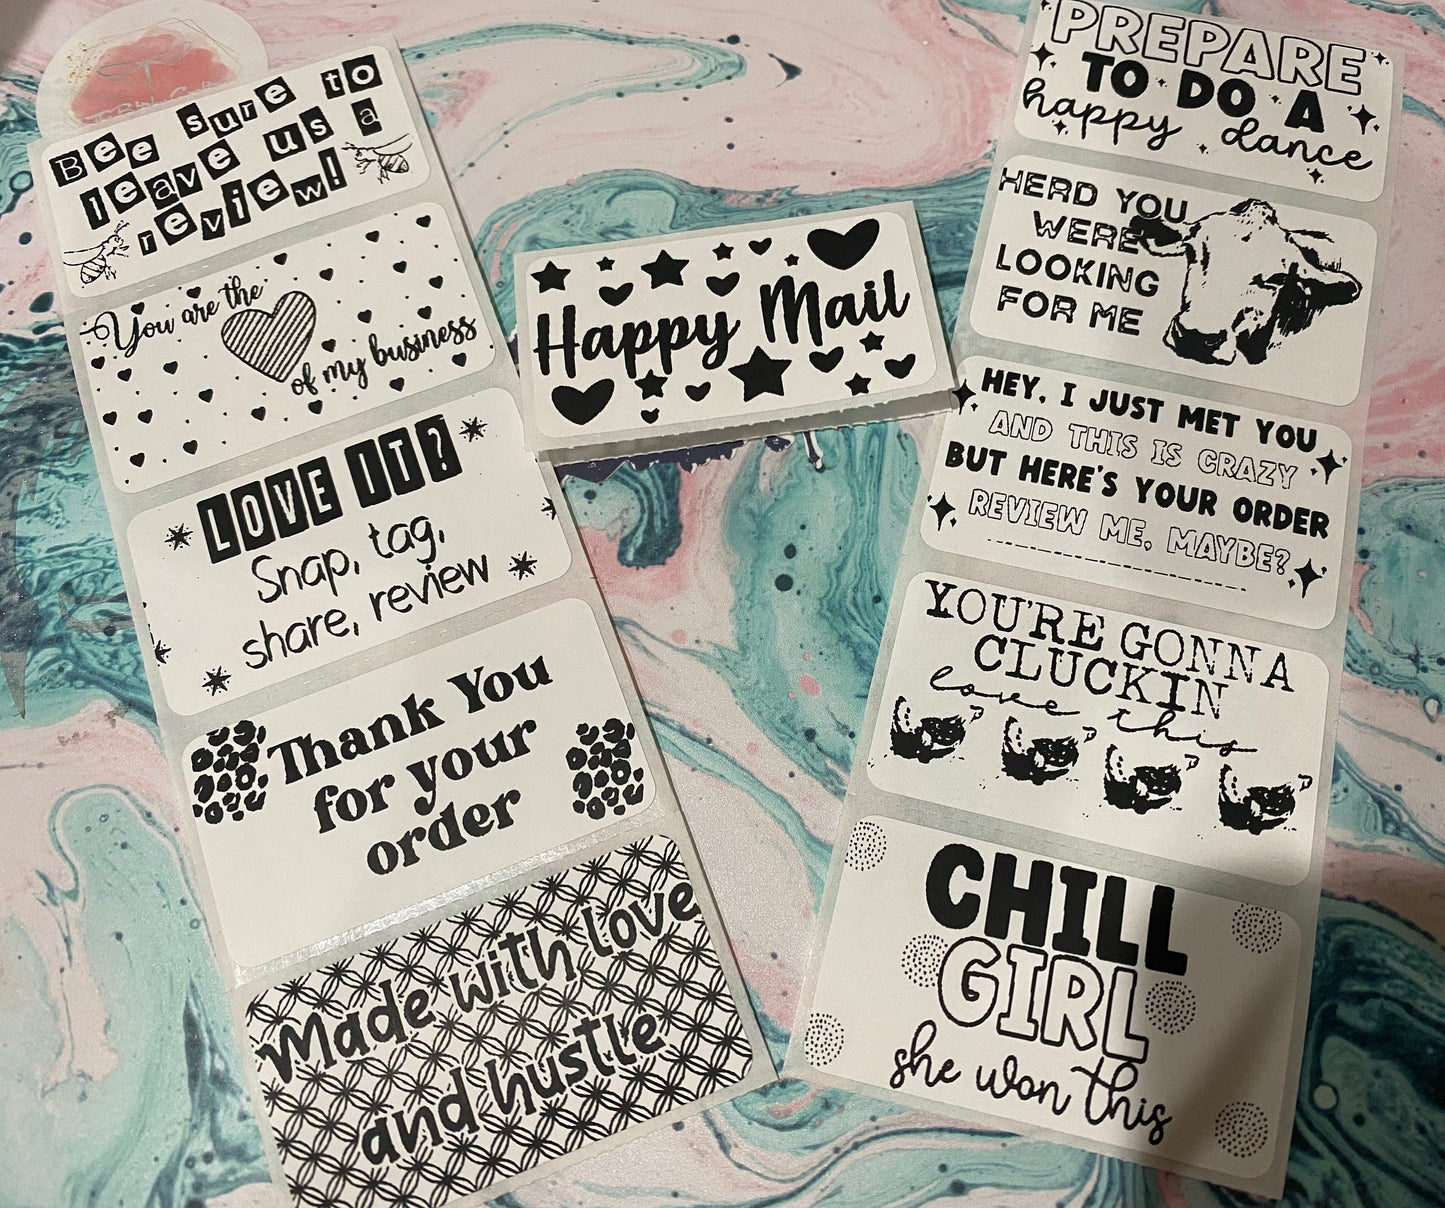 Bee sure to
leave us a
review!
You are the
of my business
LOVE IT?
Snap, tag,
share, review
Thank You
for your
order
Made with Love
and hustle
Happy Mail
PREPARE
TO DO A
happy dance
HERD YOU
WERE
LOOKING
FOR ME
HEY, I JUST MET YOU
AND THIS IS CRAZY
BUT HERE'S YOUR ORDER
REVIEW ME, MAYBE?
YOU'RE GONNA
CLUCKIN
love this
CHILL
GIRL
she won this